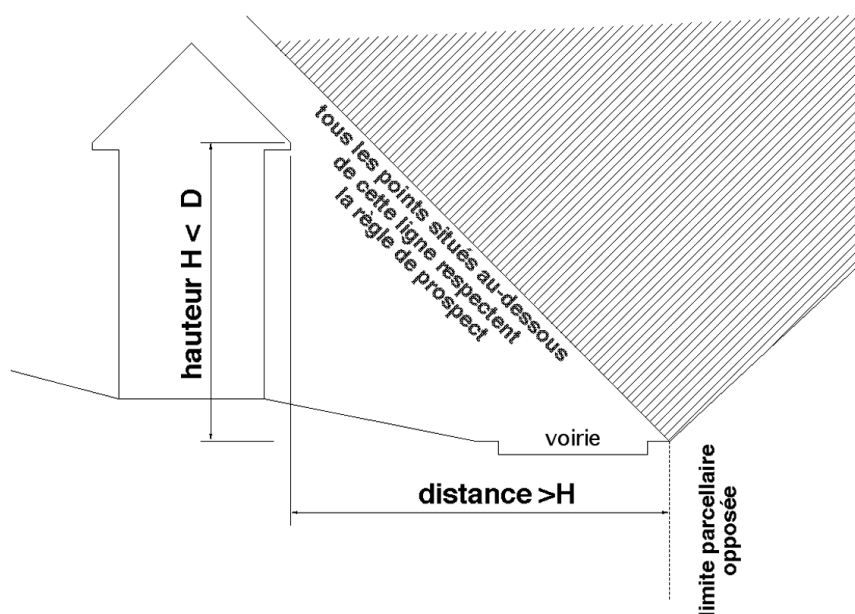 tous les points situés au-dessous
de cette ligne respectent
la règle de prospect
hauteur H < D
voirie
distance >H
limite parcellaire
opposée